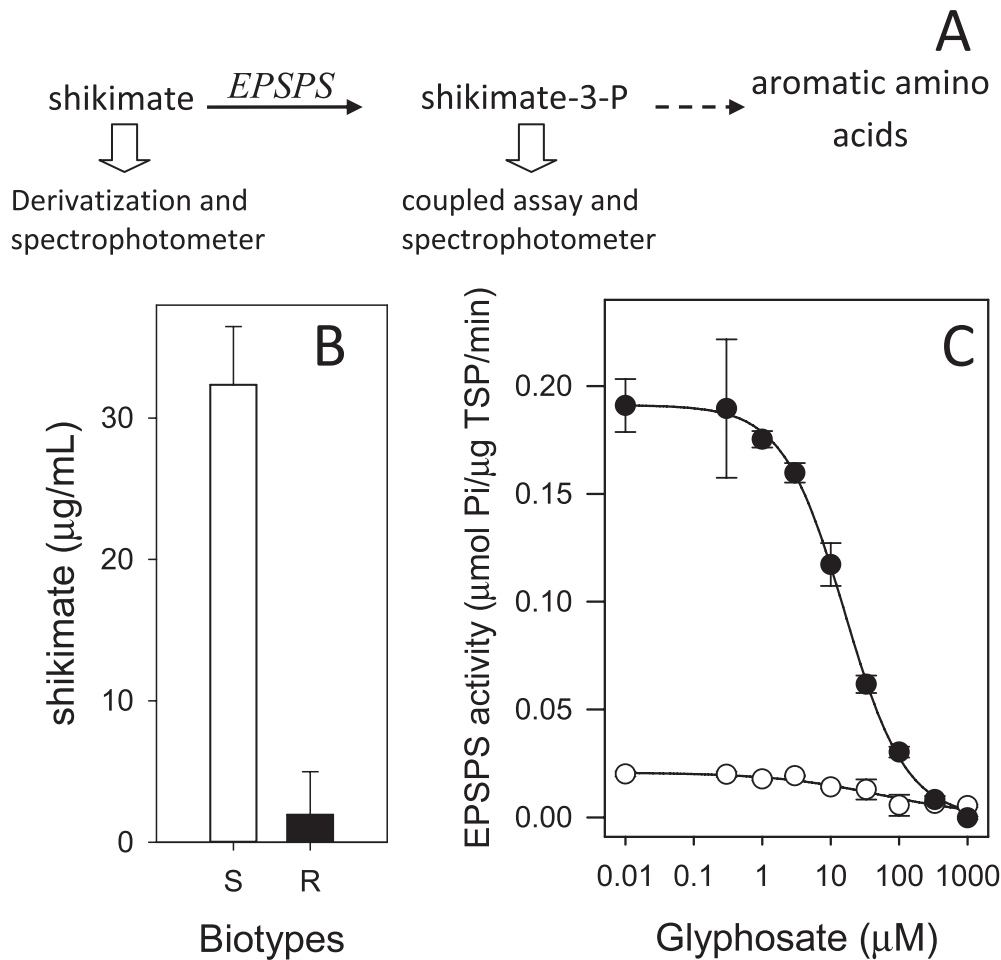 A
shikimate
EPSPS
shikimate-3-P
aromatic amino
acids
Derivatization and
spectrophotometer
coupled assay and
spectrophotometer
B
shikimate (μg/mL)
30
20
10
0
S
R
Biotypes
C
EPSPS activity (μmol Pi/μg TSP/min)
0.20
0.15
0.10
0.05
0.00
0.01
0.1
1
10
100
1000
Glyphosate (μM)